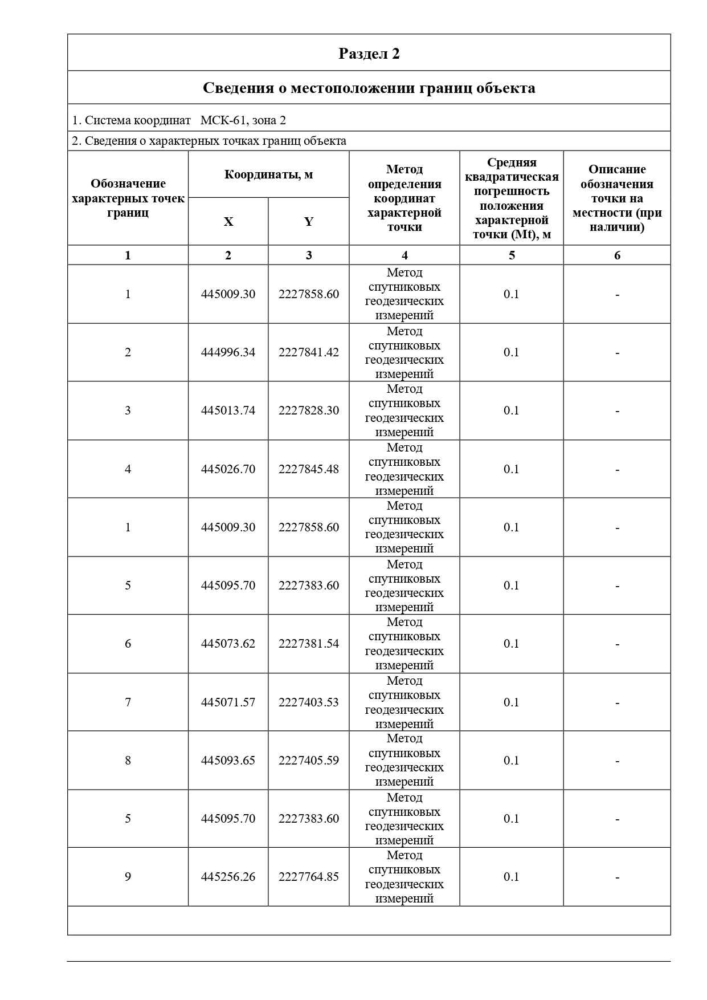 Раздел 2
Сведения о местоположении границ объекта
1. Система координат МСК-61, зона 2
2. Сведения о характерных точках границ объекта
Обозначение
характерных точек
границ
Координаты, м
X
Y
Метод
определения
координат
характерной
точки
Средняя
квадратическая
погрешность
положения
характерной
точки (Mt), м
Описание
обозначения
точки на
местности (при
наличии)
1 2 3 4 5 6
1 445009.30 2227858.60 Метод
спутниковых
геодезических
измерений 0.1 -
2 444996.34 2227841.42 Метод
спутниковых
геодезических
измерений 0.1 -
3 445013.74 2227828.30 Метод
спутниковых
геодезических
измерений 0.1 -
4 445026.70 2227845.48 Метод
спутниковых
геодезических
измерений 0.1 -
1 445009.30 2227858.60 Метод
спутниковых
геодезических
измерений 0.1 -
5 445095.70 2227383.60 Метод
спутниковых
геодезических
измерений 0.1 -
6 445073.62 2227381.54 Метод
спутниковых
геодезических
измерений 0.1 -
7 445071.57 2227403.53 Метод
спутниковых
геодезических
измерений 0.1 -
8 445093.65 2227405.59 Метод
спутниковых
геодезических
измерений 0.1 -
5 445095.70 2227383.60 Метод
спутниковых
геодезических
измерений 0.1 -
9 445256.26 2227764.85 Метод
спутниковых
геодезических
измерений 0.1 -